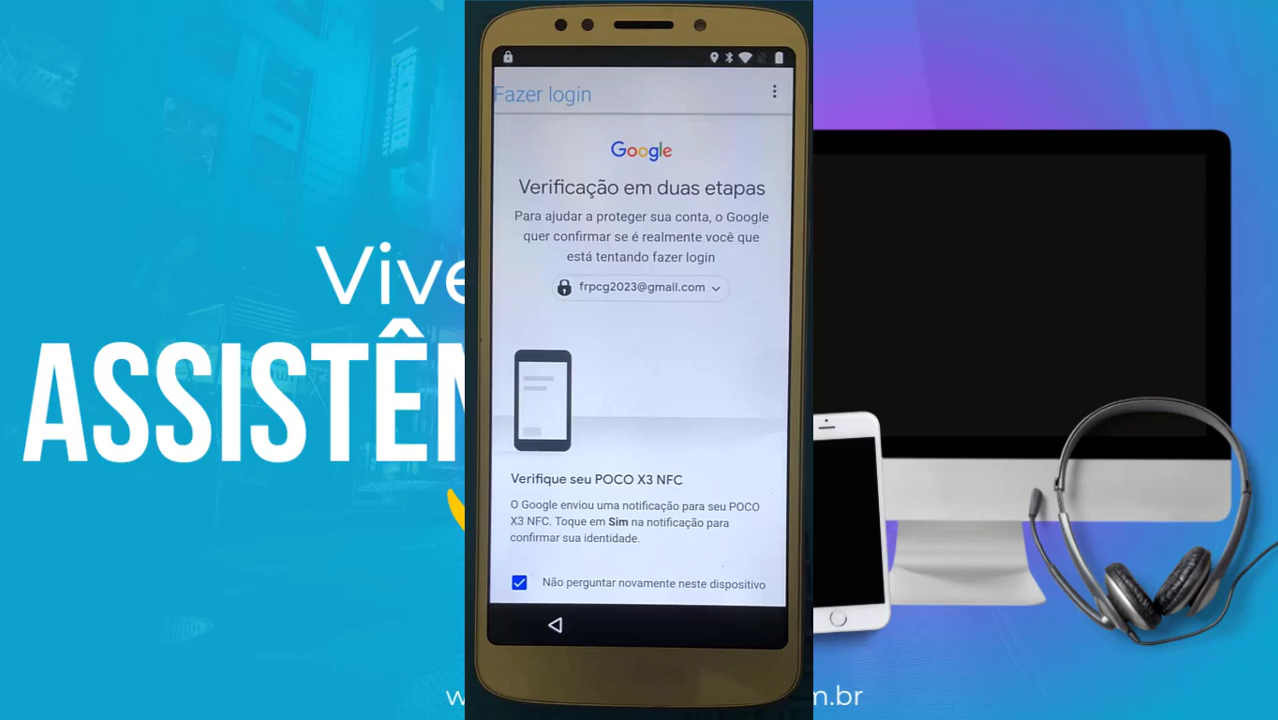 Fazer login
Google
Verificação em duas etapas
Para ajudar a proteger sua conta, o Google
quer confirmar se é realmente você que
está tentando fazer login
frpcg2023@gmail.com
Verifique seu POCO X3 NFC
O Google enviou uma notificação para seu POCO
X3 NFC. Toque em Sim na notificação para
confirmar sua identidade.
Não perguntar novamente neste dispositivo
Vive
ASSISTÊN
w
m.br